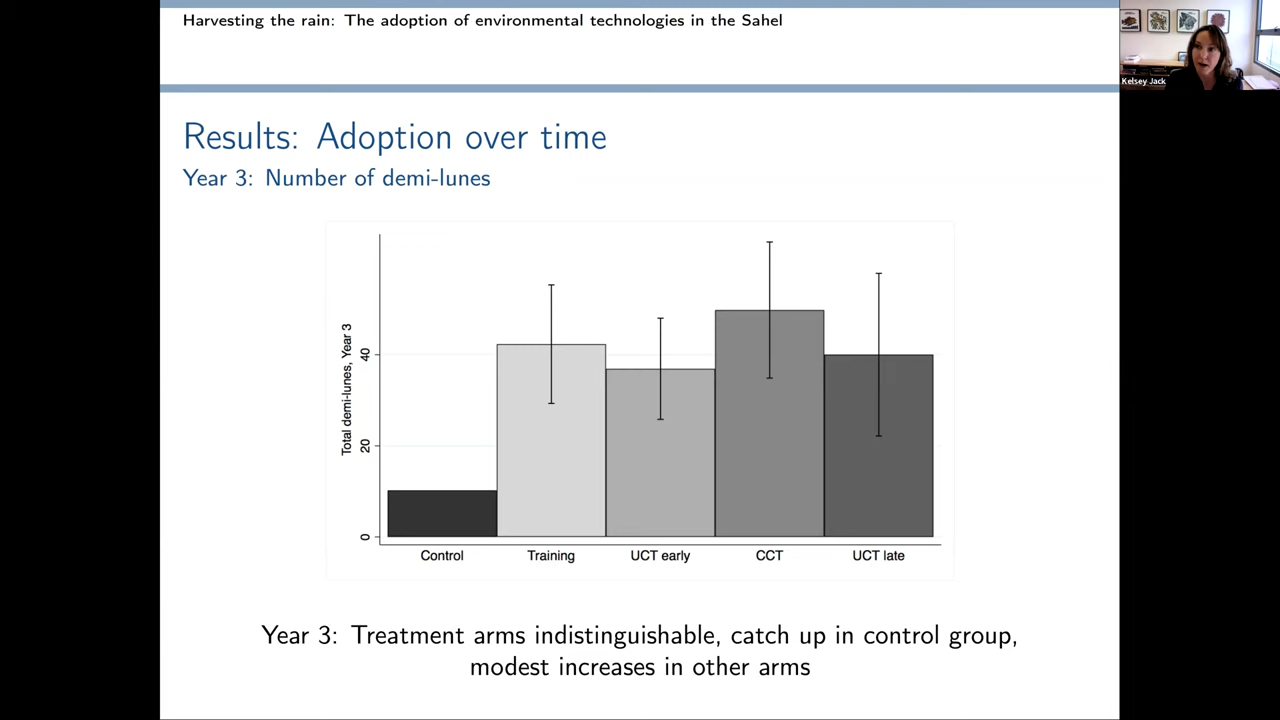 Harvesting the rain: The adoption of environmental technologies in the Sahel
Kelsey Jack
Results: Adoption over time
Year 3: Number of demi-lunes
Total demi-lunes, Year 3
40
20
0
Control
Training
UCT early
CCT
UCT late
Year 3: Treatment arms indistinguishable, catch up in control group,
modest increases in other arms